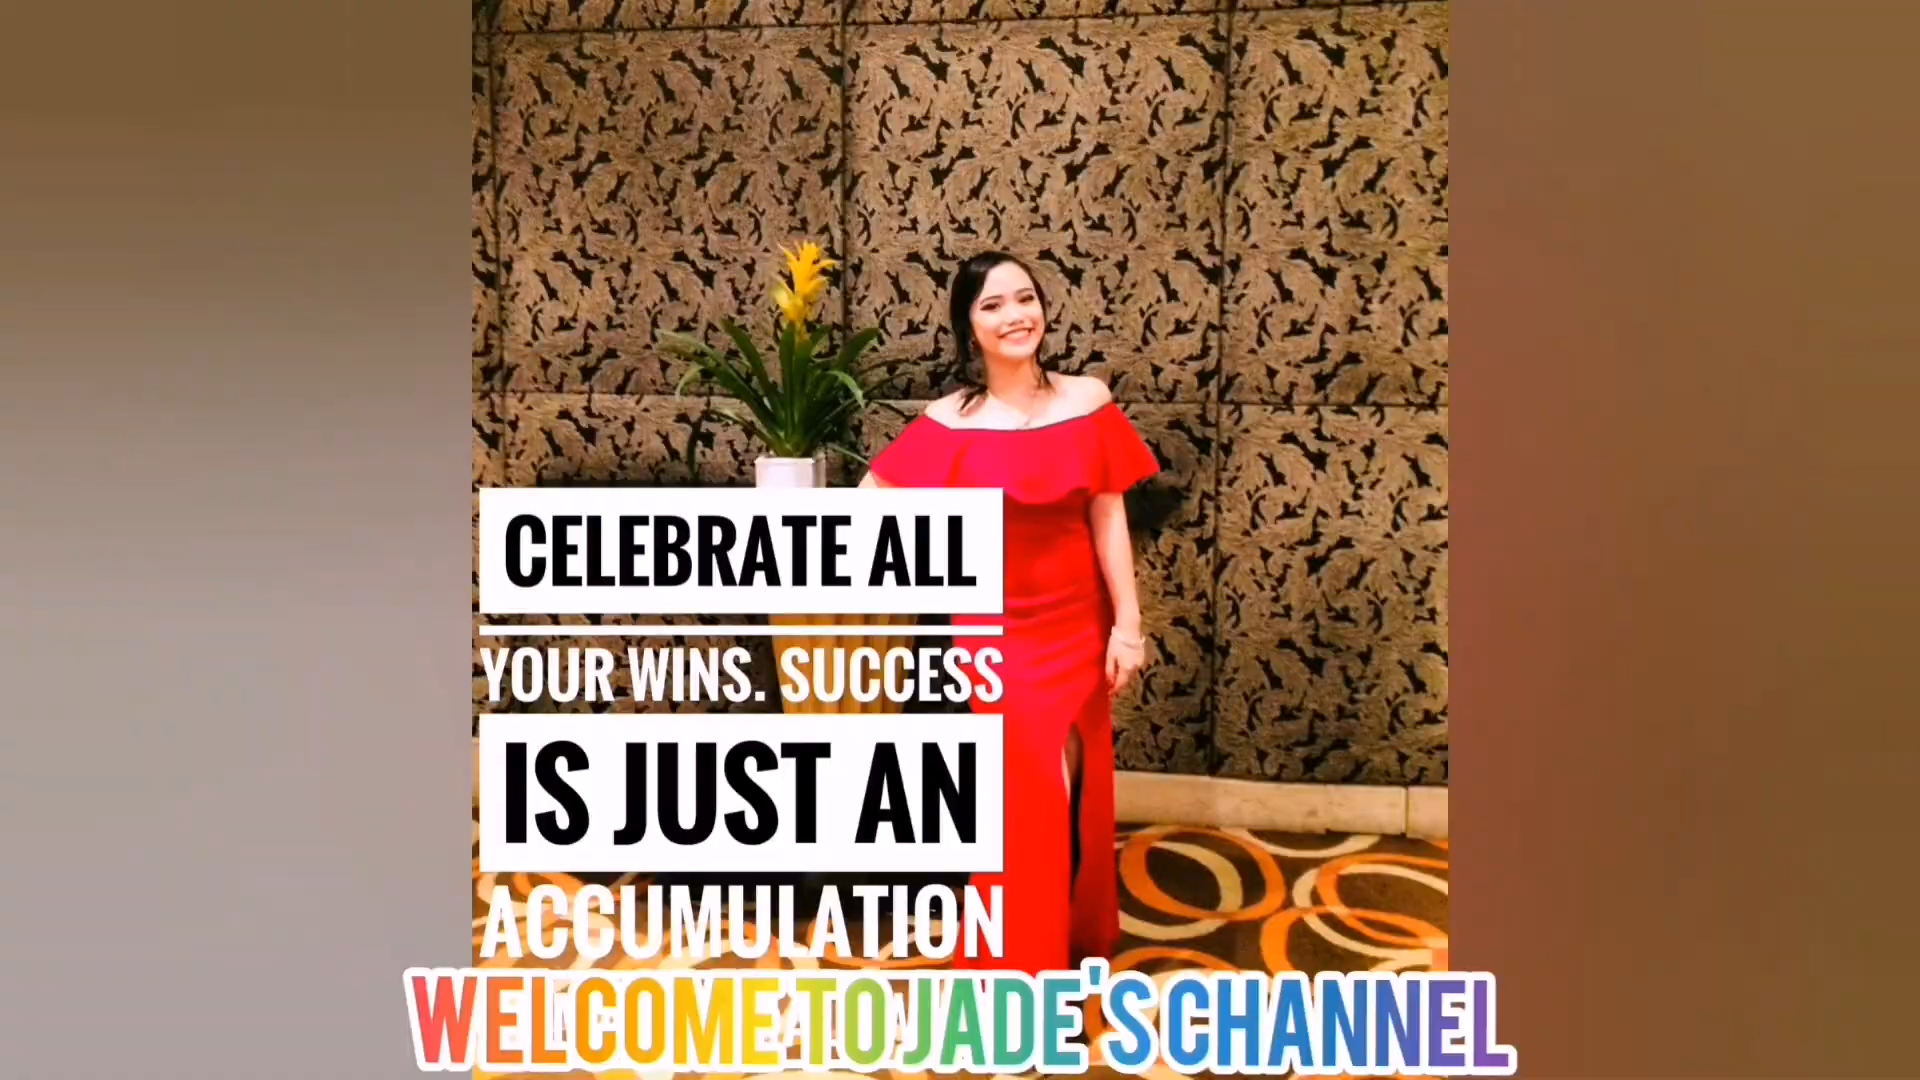 CELEBRATE ALL
YOUR WINS. SUCCESS
IS JUST AN
ACCUMULATION
WELCOME TO JADE'S CHANNEL